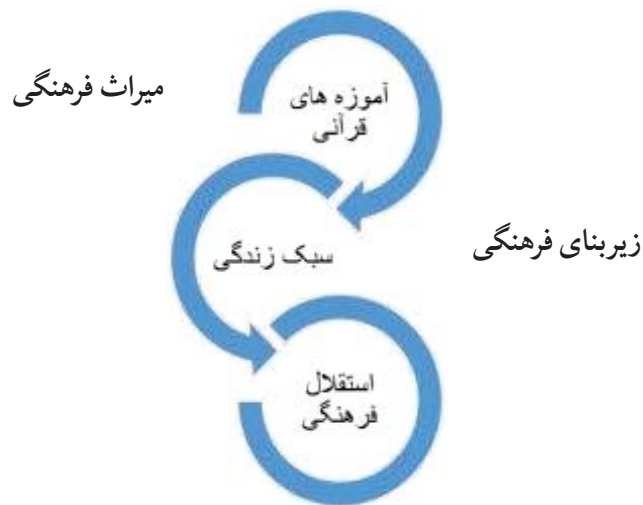 میراث فرهنگی
آموزه های
قرآنی
زیربنای فرهنگی
سبک زندگی
استقلال
فرهنگی